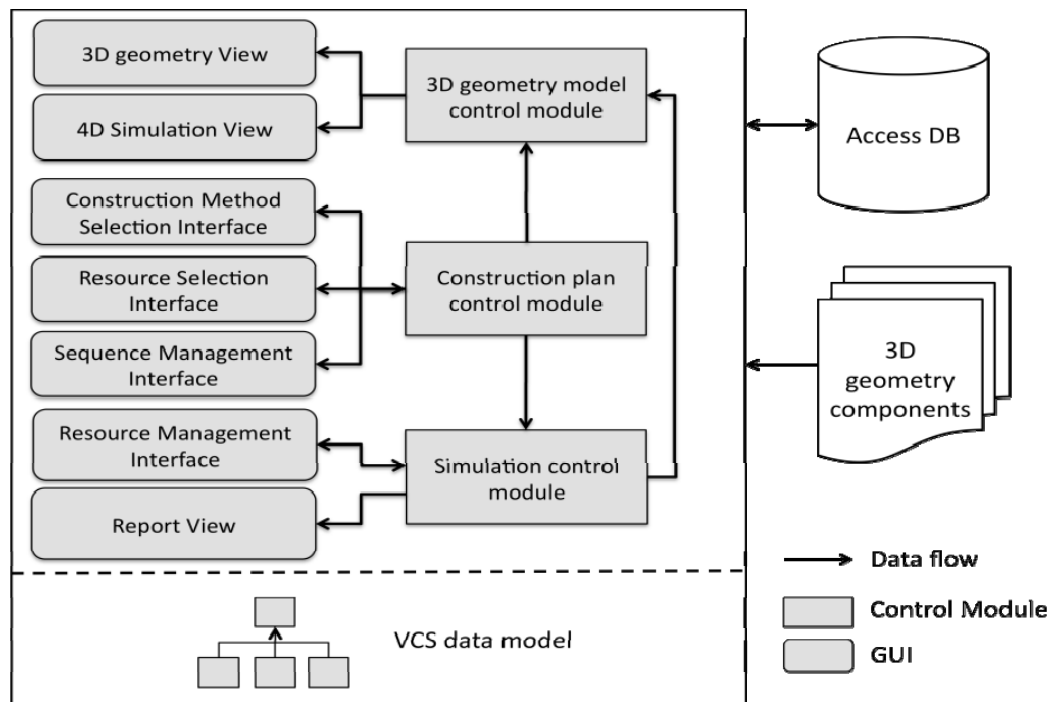 3D geometry View
4D Simulation View
Construction Method
Selection Interface
Resource Selection
Interface
Sequence Management
Interface
Resource Management
Interface
Report View
3D geometry model
control module
Construction plan
control module
Simulation control
module
VCS data model
Access DB
3D
geometry
components
Data flow
Control Module
GUI